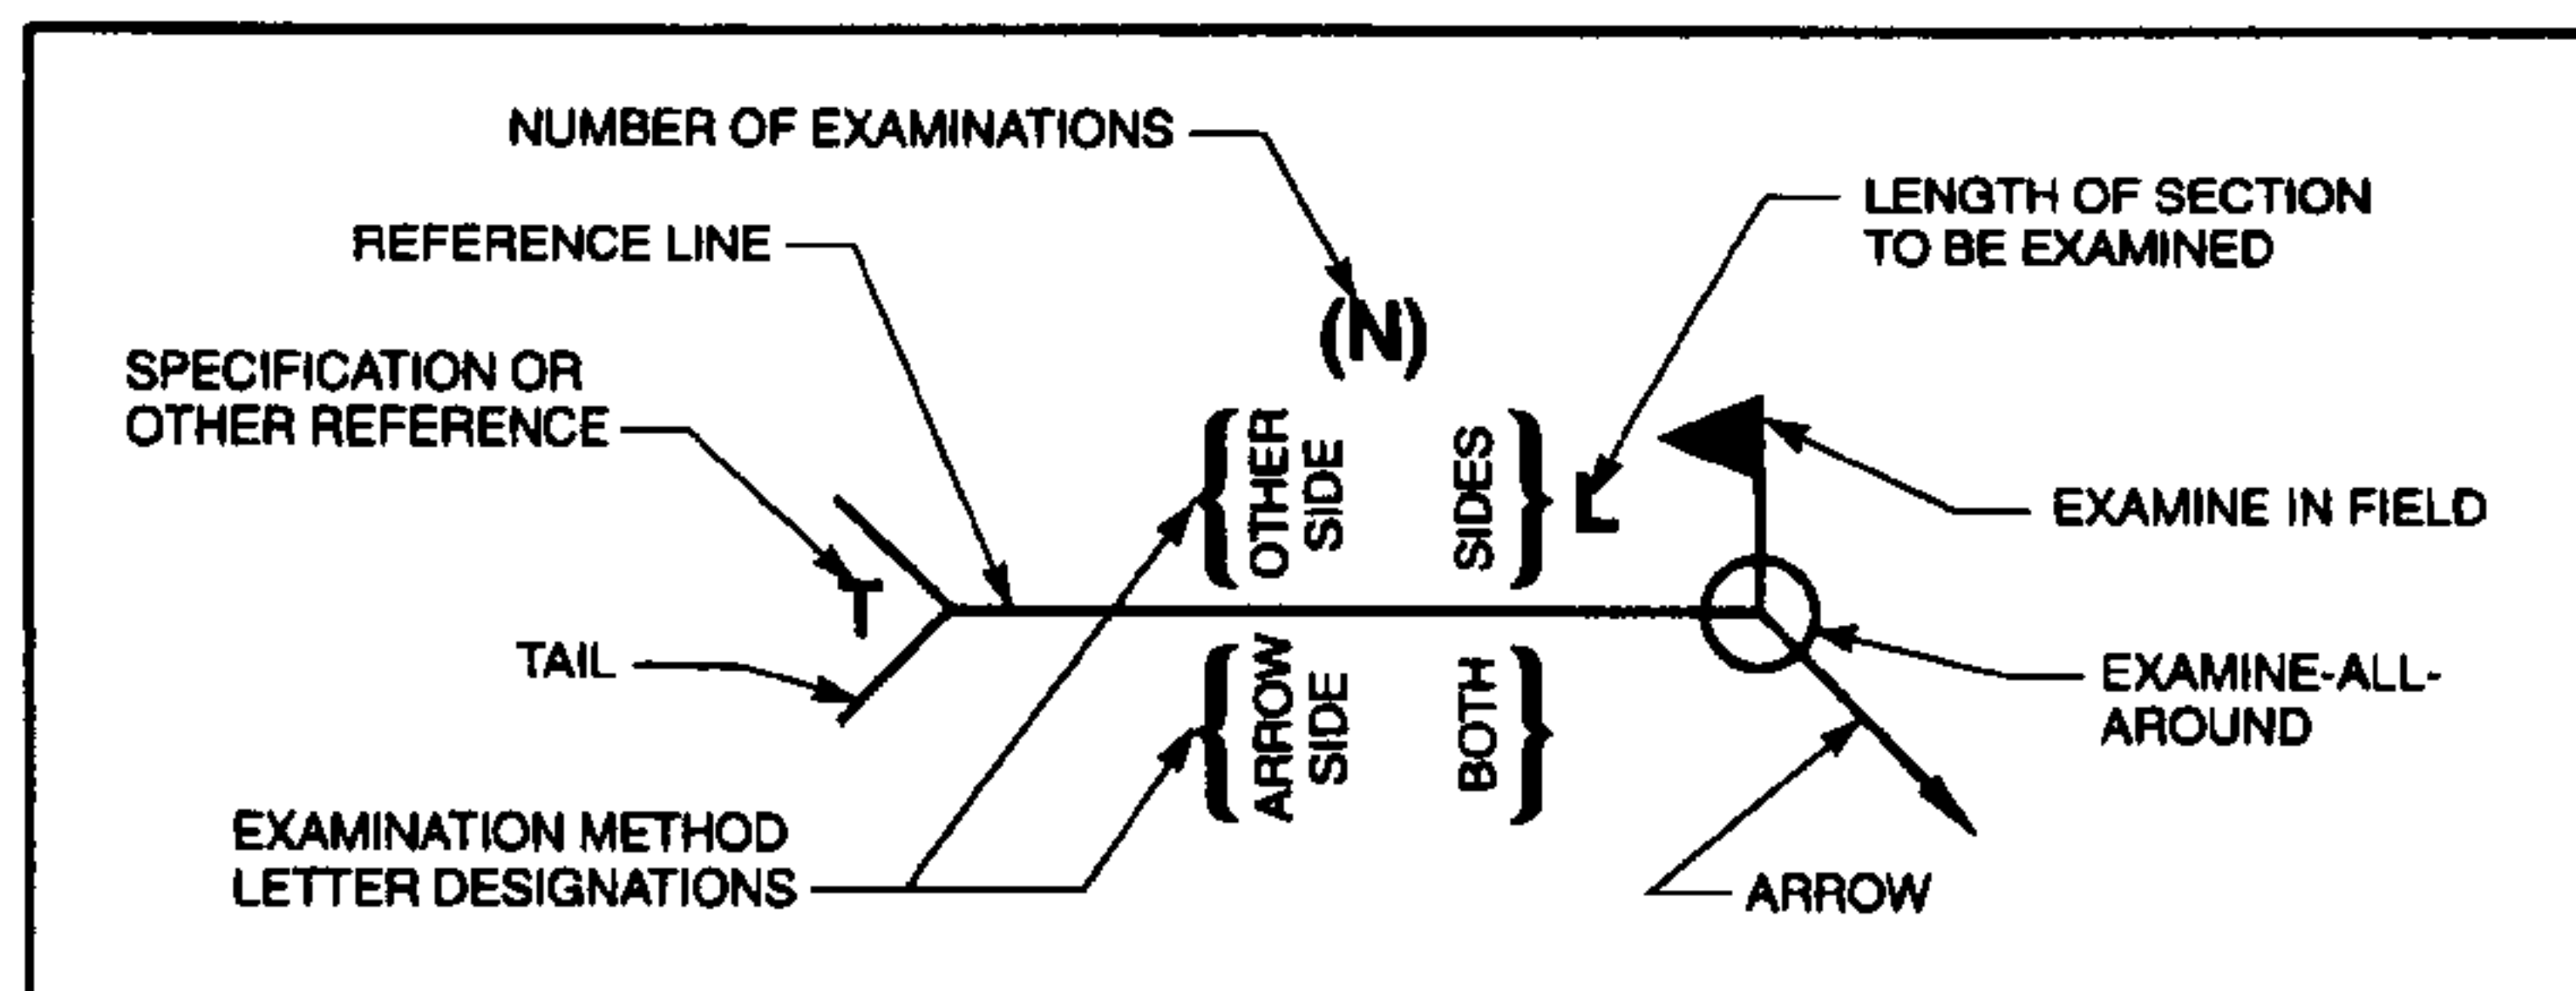 NUMBER OF EXAMINATIONS
LENGTH OF SECTION
TO BE EXAMINED
REFERENCE LINE
(N)
SPECIFICATION OR
OTHER REFERENCE
OTHER
SIDE
SIDES
L
EXAMINE IN FIELD
T
TAIL
ARROW
SIDE
BOTH
EXAMINE-ALL-
AROUND
EXAMINATION METHOD
LETTER DESIGNATIONS
ARROW